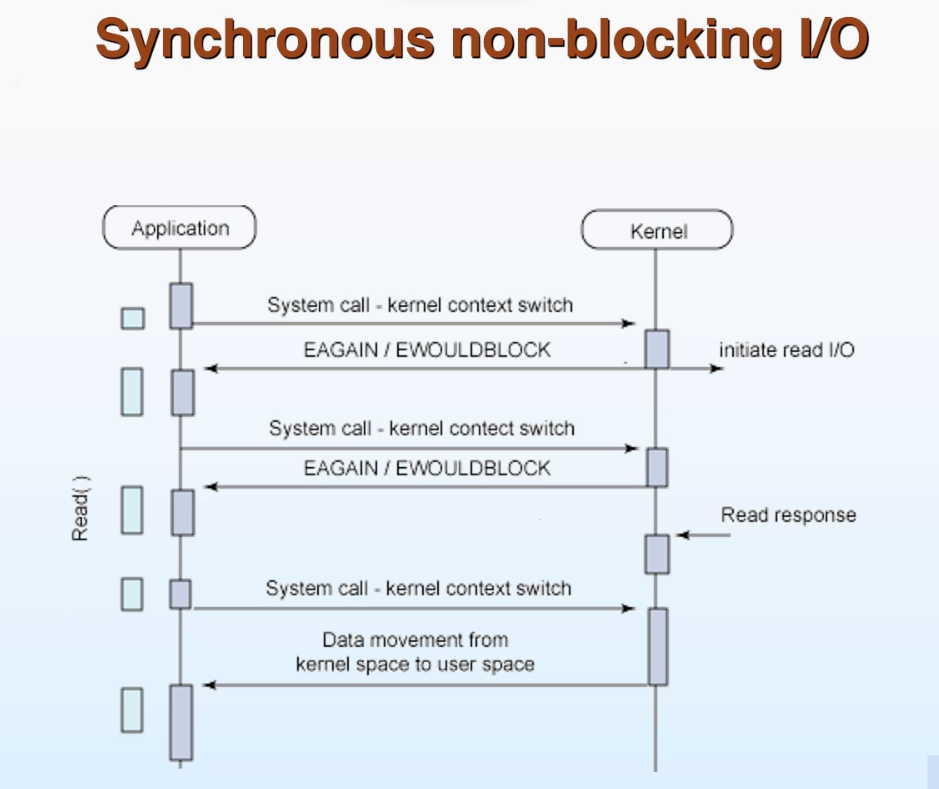 Synchronous non-blocking I/O
Application
Kernel
System call - kernel context switch
EAGAIN / EWOULDBLOCK
initiate read I/O
System call - kernel contect switch
EAGAIN / EWOULDBLOCK
Read( )
Read response
System call - kernel context switch
Data movement from
kernel space to user space